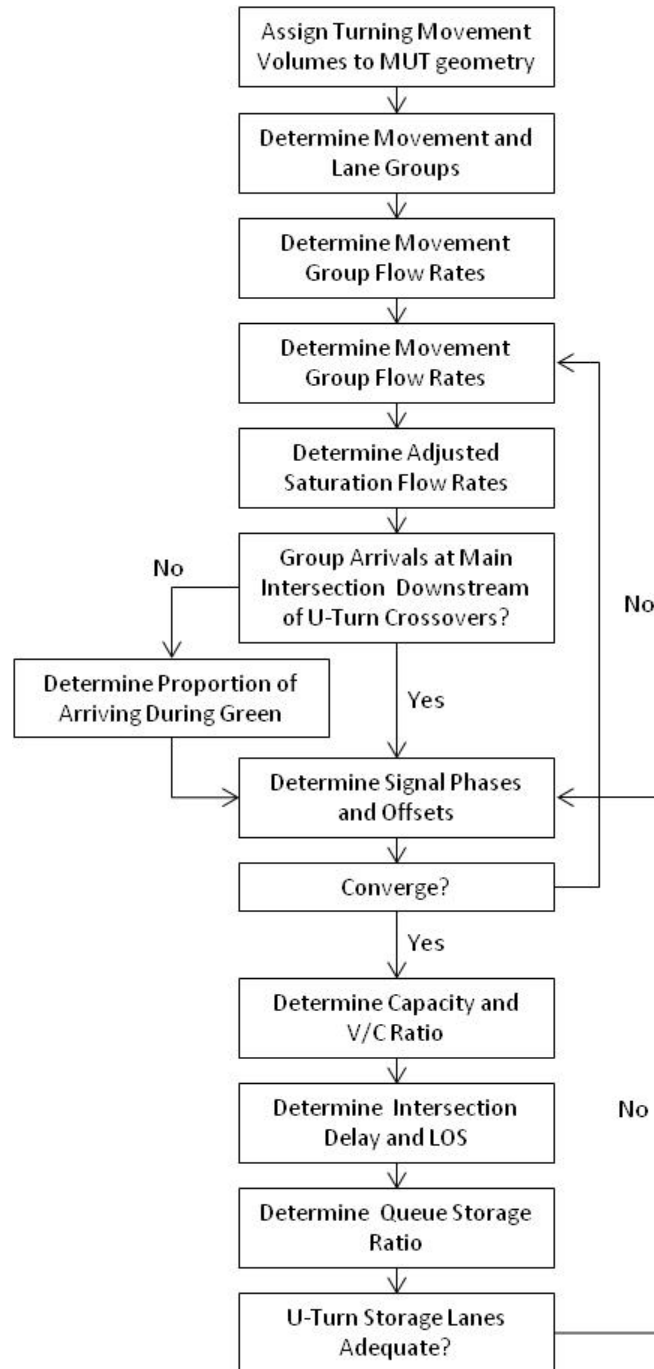 Assign Turning Movement
Volumes to MUT geometry
Determine Movement and
Lane Groups
Determine Movement
Group Flow Rates
Determine Movement
Group Flow Rates
Determine Adjusted
Saturation Flow Rates
Group Arrivals at Main
Intersection Downstream
of U-Turn Crossovers?
No
No
Determine Proportion of
Arriving During Green
Yes
Determine Signal Phases
and Offsets
Converge?
Yes
Determine Capacity and
V/C Ratio
Determine Intersection
Delay and LOS
No
Determine Queue Storage
Ratio
U-Turn Storage Lanes
Adequate?